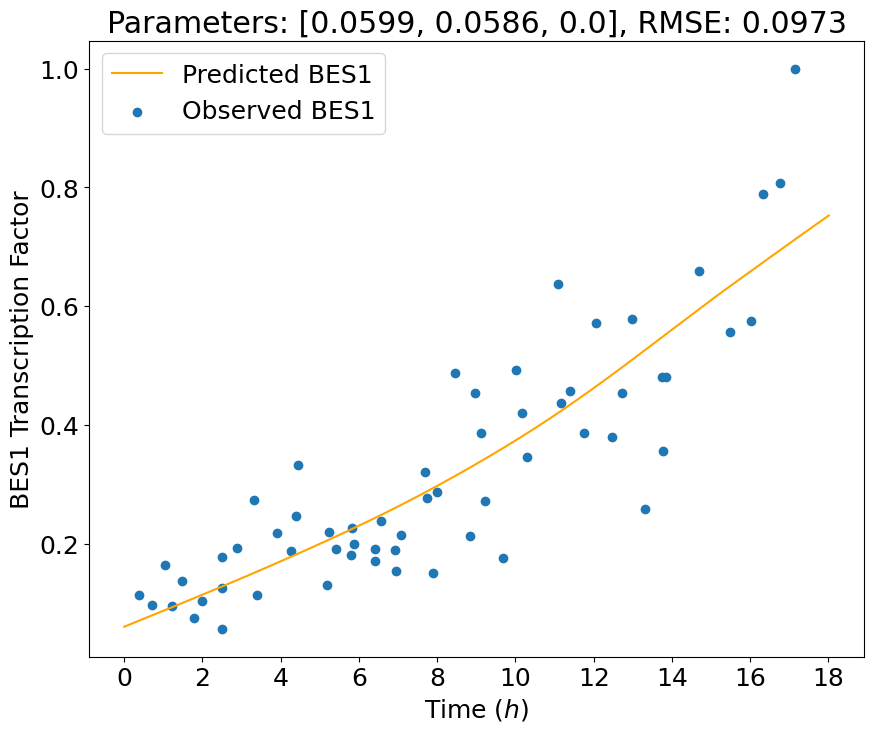 Parameters: [0.0599, 0.0586, 0.0], RMSE: 0.0973
Predicted BES1
Observed BES1
BES1 Transcription Factor
1.0
0.8
0.6
0.4
0.2
0 2 4 6 8 10 12 14 16 18
Time (h)